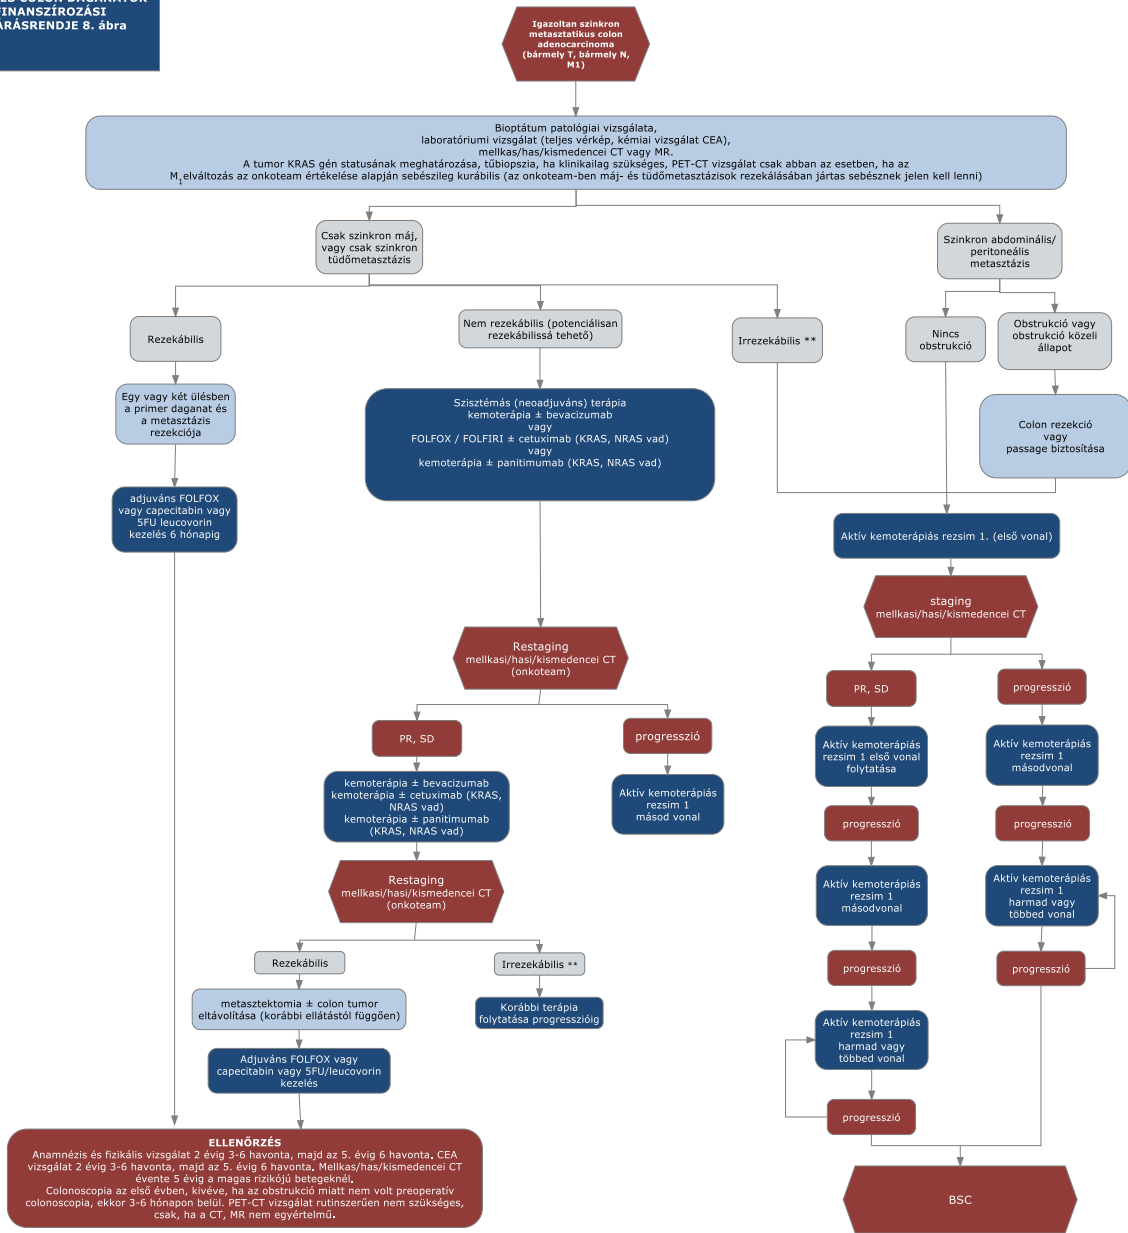 FINANSZÍROZÁSI
8. ábra
Igazoltan szinkron
metasztatikus colon
adenocarcinoma
(bármely T, bármely N,
M1)
Bioptátum patológiai vizsgálata,
laboratóriumi vizsgálat (teljes vérkép, kémiai vizsgálat CEA),
mellkas/has/kismedencei CT vagy MR.
A tumor KRAS gén statusának meghatározása, tűbiopszia, ha klinikailag szükséges, PET-CT vizsgálat csak abban az esetben, ha az
M1elváltozás az onkoteam értékelése alapján sebészileg kurábilis (az onkoteam-ben máj- és tüdőmetasztázisok rezekálásában jártas sebésznek jelen kell lenni)
Csak szinkron máj,
vagy csak szinkron
tüdőmetasztázis
Szinkron abdominális/
peritoneális
metasztázis
Rezekábilis
Nem rezekábilis (potenciálisan
rezekábilissá tehető)
Irrezekábilis **
Nincs
obstrukció
Obstrukció vagy
obstrukció közeli
állapot
Egy vagy két ülésben
a primer daganat és
a metasztázis
rezekciója
Szisztémás (neoadjuváns) terápia
kemoterápia ± bevacizumab
vagy
FOLFOX / FOLFIRI ± cetuximab (KRAS, NRAS vad)
vagy
kemoterápia ± panitimumab (KRAS, NRAS vad)
Colon rezekció
vagy
passage biztosítása
adjuváns FOLFOX
vagy capecitabin vagy
5FU leucovorin
kezelés 6 hónapig
Aktív kemoterápiás rezsim 1. (első vonal)
staging
mellkasi/hasi/kismedencei CT
Restaging
mellkasi/hasi/kismedencei CT
(onkoteam)
PR, SD
progresszió
PR, SD
progresszió
Aktív kemoterápiás
rezsim 1 első vonal
folytatása
Aktív kemoterápiás
rezsim 1
másodvonal
kemoterápia ± bevacizumab
kemoterápia ± cetuximab (KRAS,
NRAS vad)
kemoterápia ± panitimumab
(KRAS, NRAS vad)
Aktív kemoterápiás
rezsim 1
másod vonal
progresszió
progresszió
Restaging
mellkasi/hasi/kismedencei CT
(onkoteam)
Aktív kemoterápiás
rezsim 1
másodvonal
Aktív kemoterápiás
rezsim 1
harmad vagy
többed vonal
Rezekábilis
Irrezekábilis **
progresszió
progresszió
metasztektomia ± colon tumor
eltávolítása (korábbi ellátástól függően)
Korábbi terápia
folytatása progresszióig
Aktív kemoterápiás
rezsim 1
harmad vagy
többed vonal
Adjuváns FOLFOX vagy
capecitabin vagy 5FU/leucovorin
kezelés
progresszió
ELLENŐRZÉS
Anamnézis és fizikális vizsgálat 2 évig 3-6 havonta, majd az 5. évig 6 havonta. CEA
vizsgálat 2 évig 3-6 havonta, majd az 5. évig 6 havonta. Mellkas/has/kismedencei CT
évente 5 évig a magas rizikójú betegeknél.
Colonoscopia az első évben, kivéve, ha az obstrukció miatt nem volt preoperatív
colonoscopia, ekkor 3-6 hónapon belül. PET-CT vizsgálat rutinszerűen nem szükséges,
csak, ha a CT, MR nem egyértelmű.
BSC